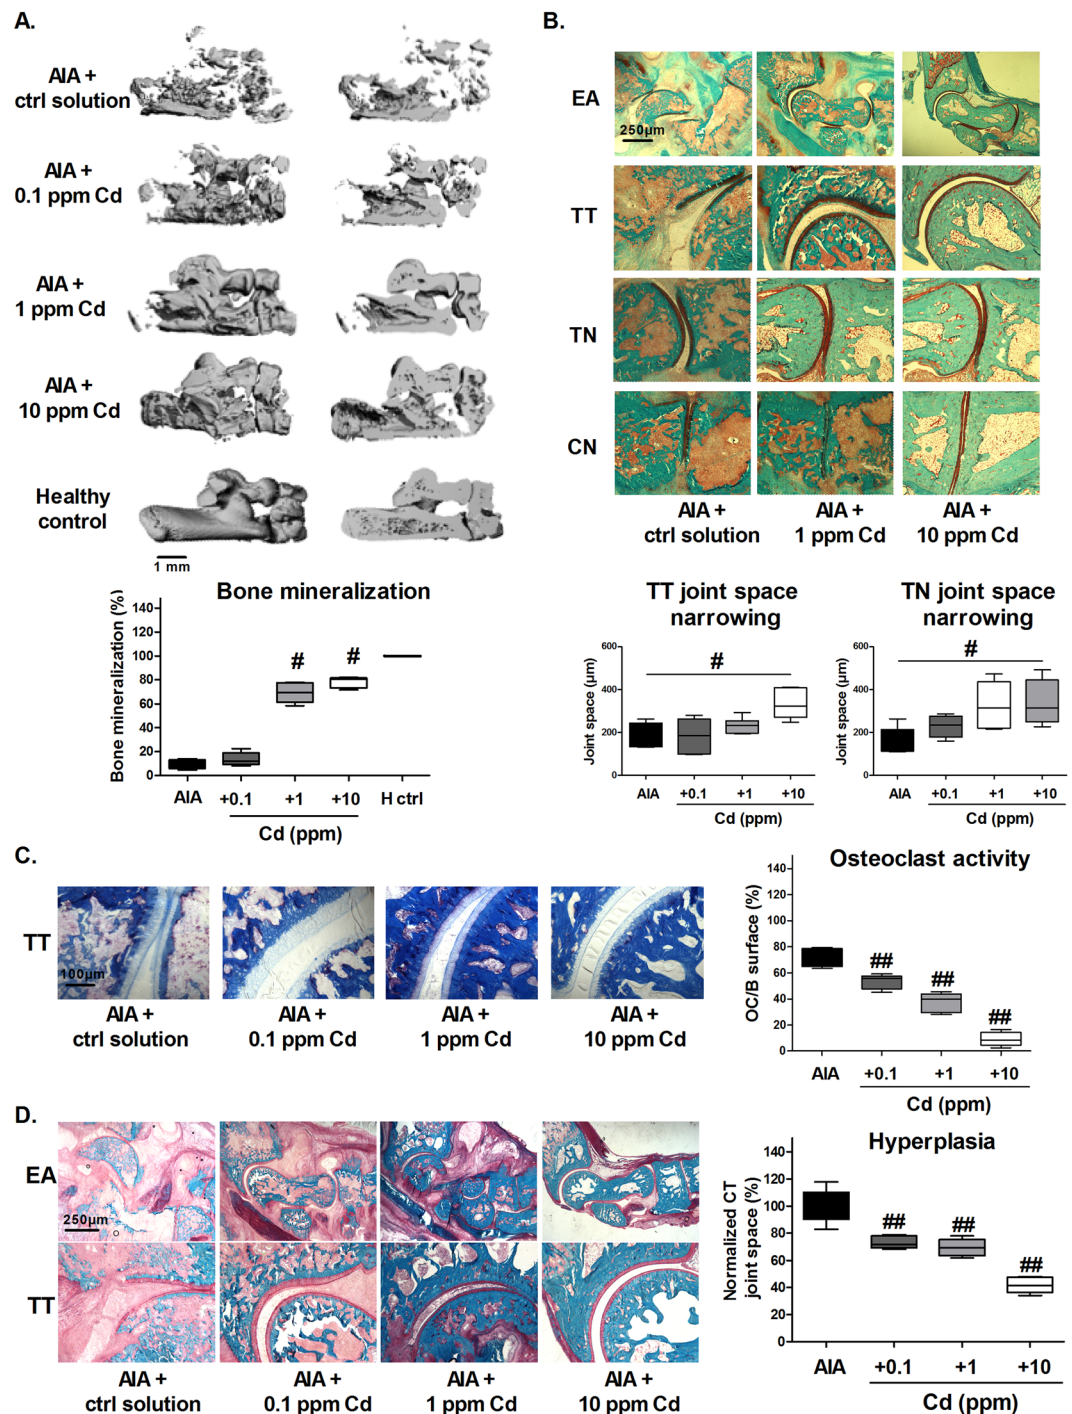 A.
AIA +
ctrl solution
AIA +
0.1 ppm Cd
AIA +
1 ppm Cd
AIA +
10 ppm Cd
Healthy
control
1 mm
Bone mineralization
Bone mineralization (%)
140
120
100
80
60
40
20
0
#
#
AIA
+0.1
+1
+10
H ctrl
Cd (ppm)
B.
EA
250µm
TT
TN
CN
AIA +
ctrl solution
AIA +
1 ppm Cd
AIA +
10 ppm Cd
TT joint space
narrowing
Joint space (µm)
600
400
200
0
#
AIA
+0.1
+1
+10
Cd (ppm)
TN joint space
narrowing
Joint space (µm)
600
400
200
0
#
AIA
+0.1
+1
+10
Cd (ppm)
C.
TT
100µm
AIA +
ctrl solution
AIA +
0.1 ppm Cd
AIA +
1 ppm Cd
AIA +
10 ppm Cd
Osteoclast activity
OC/B surface (%)
140
120
100
80
60
40
20
0
##
##
##
AIA
+0.1
+1
+10
Cd (ppm)
D.
EA
250µm
TT
AIA +
ctrl solution
AIA +
0.1 ppm Cd
AIA +
1 ppm Cd
AIA +
10 ppm Cd
Hyperplasia
Normalized CT
joint space (%)
140
120
100
80
60
40
20
0
##
##
##
AIA
+0.1
+1
+10
Cd (ppm)